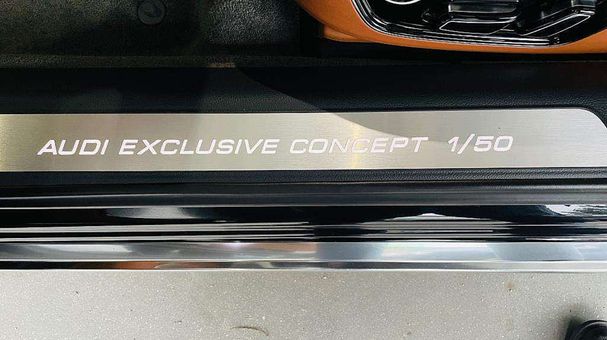 AUDI EXCLUSIVE CONCEPT 1/50